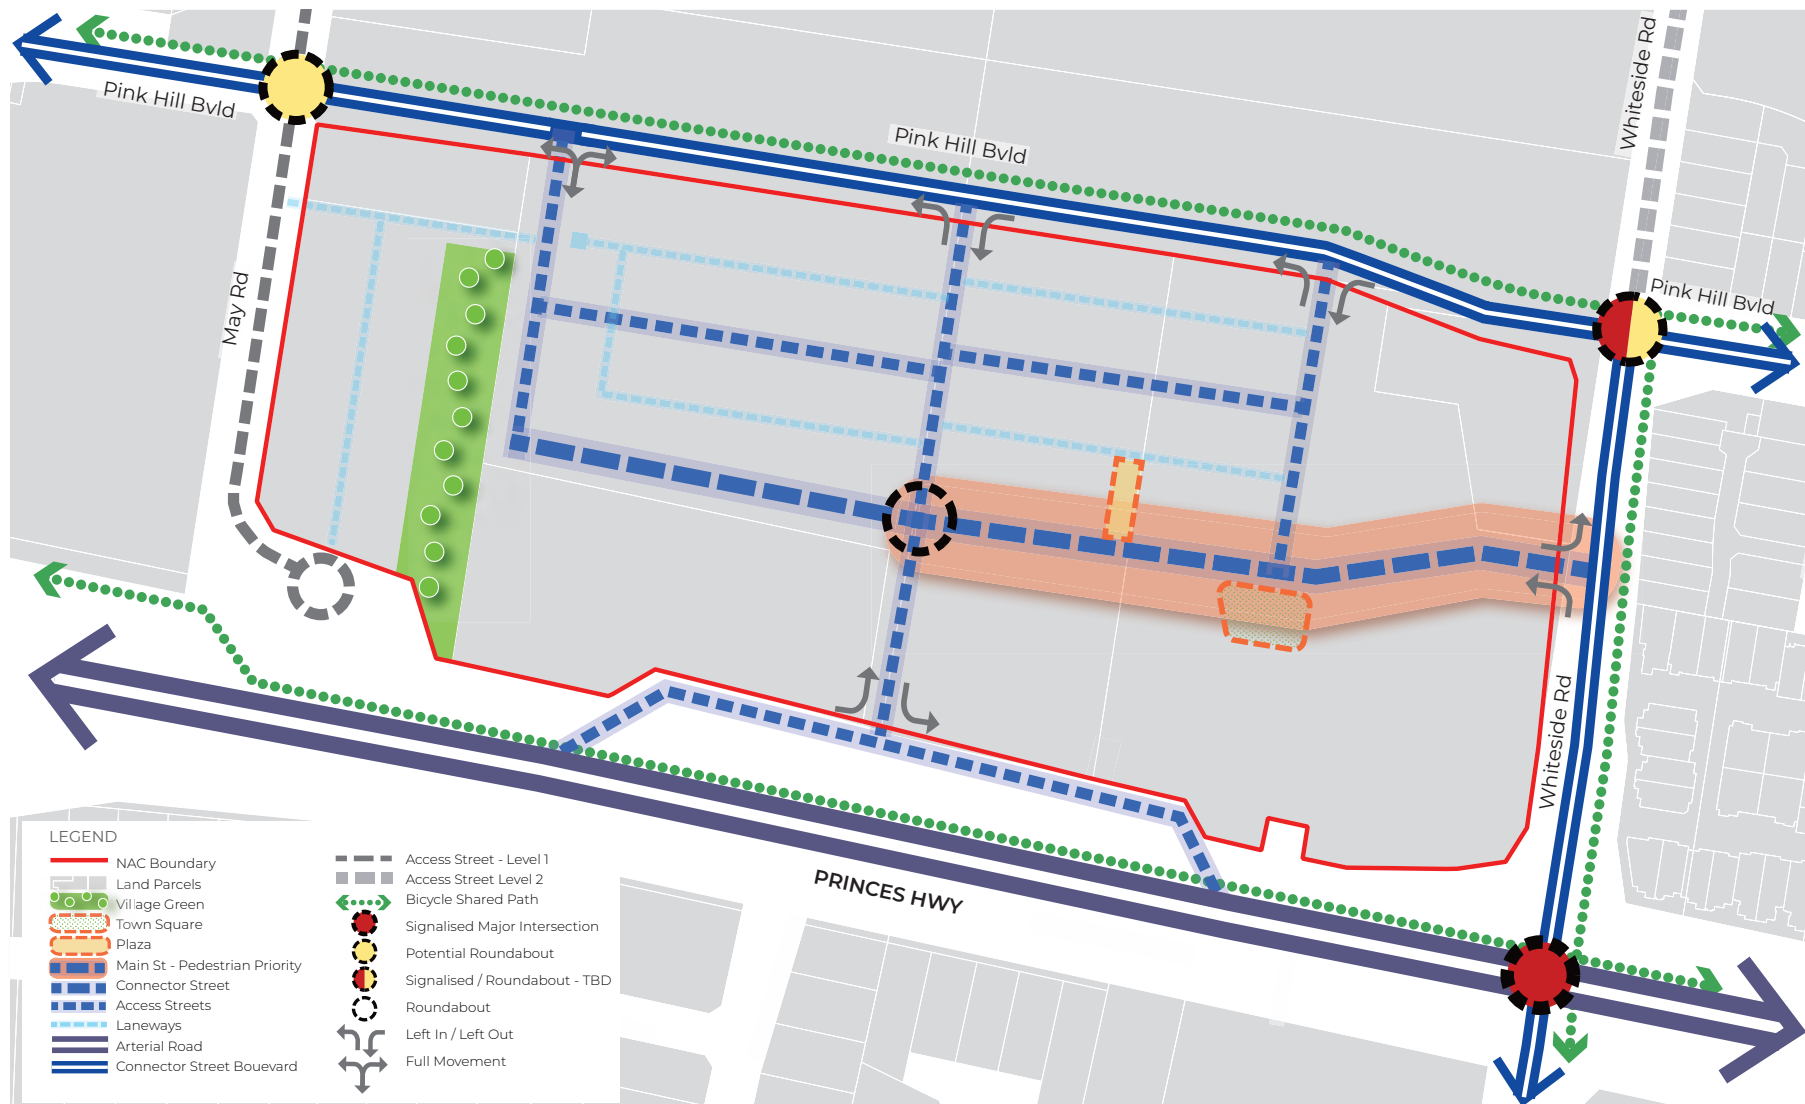 Whiteside Rd
Pink Hill Bvld
Pink Hill Bvld
Pink Hill Bvld
May Rd
Whiteside Rd
PRINCES HWY
LEGEND
NAC Boundary
Land Parcels
Village Green
Town Square
Plaza
Main St - Pedestrian Priority
Connector Street
Access Streets
Laneways
Arterial Road
Connector Street Bouevard
Access Street - Level 1
Access Street Level 2
Bicycle Shared Path
Signalised Major Intersection
Potential Roundabout
Signalised / Roundabout - TBD
Roundabout
Left In / Left Out
Full Movement